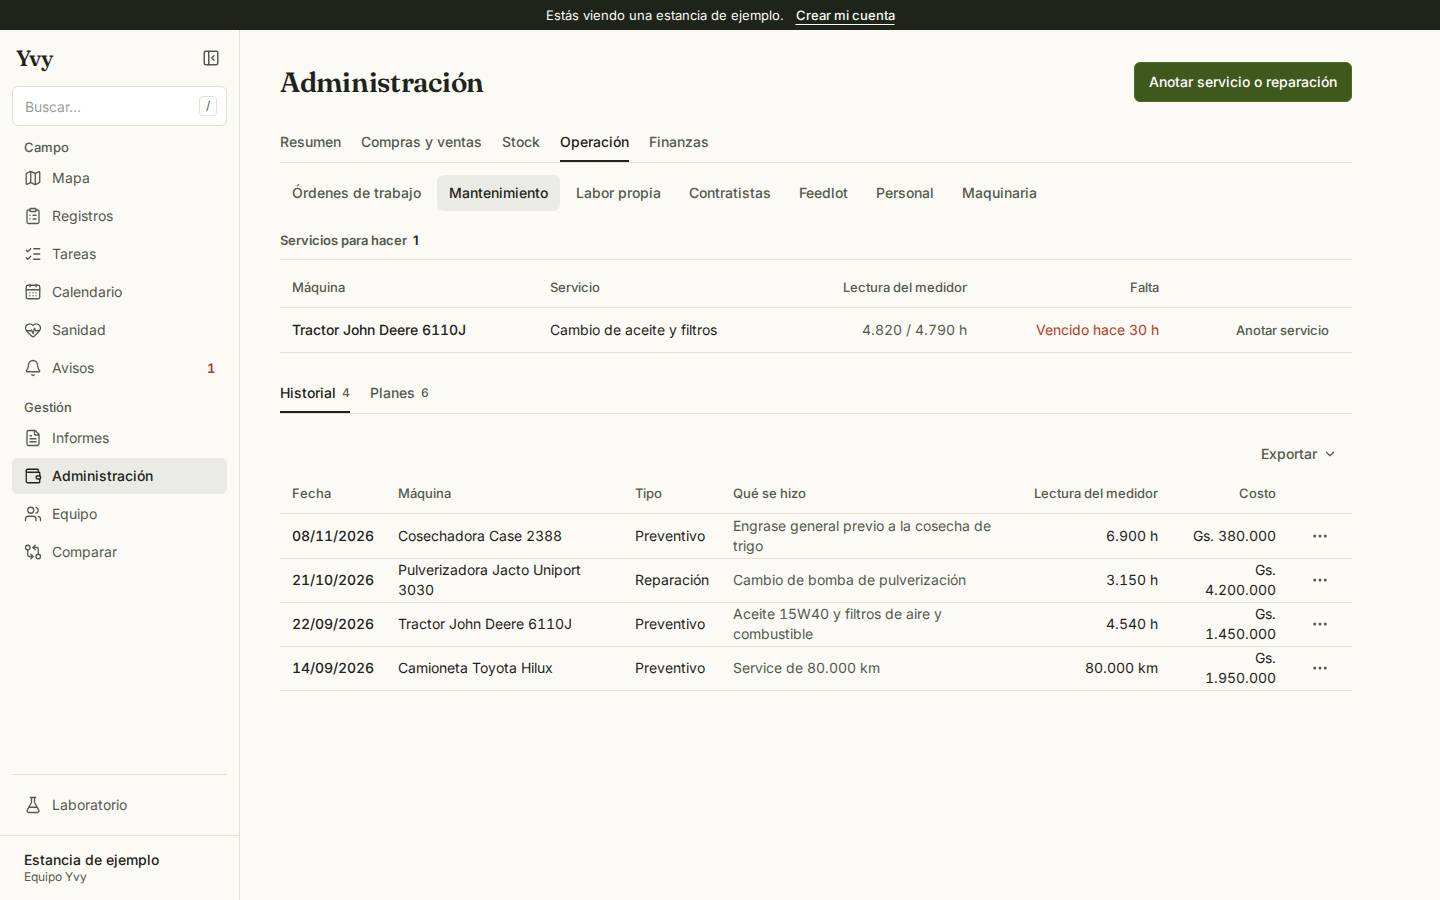 Estás viendo una estancia de ejemplo. Crear mi cuenta
Yvy
Buscar... /
Campo
Mapa
Registros
Tareas
Calendario
Sanidad
Avisos 1
Gestión
Informes
Administración
Equipo
Comparar
Laboratorio
Estancia de ejemplo
Equipo Yvy
Administración
Anotar servicio o reparación
Resumen Compras y ventas Stock Operación Finanzas
Órdenes de trabajo Mantenimiento Labor propia Contratistas Feedlot Personal Maquinaria
Servicios para hacer 1
Máquina Servicio Lectura del medidor Falta
Tractor John Deere 6110J Cambio de aceite y filtros 4.820 / 4.790 h Vencido hace 30 h Anotar servicio
Historial 4 Planes 6
Exportar
Fecha Máquina Tipo Qué se hizo Lectura del medidor Costo
08/11/2026 Cosechadora Case 2388 Preventivo Engrase general previo a la cosecha de
trigo 6.900 h Gs. 380.000
21/10/2026 Pulverizadora Jacto Uniport
3030 Reparación Cambio de bomba de pulverización 3.150 h Gs.
4.200.000
22/09/2026 Tractor John Deere 6110J Preventivo Aceite 15W40 y filtros de aire y
combustible 4.540 h Gs.
1.450.000
14/09/2026 Camioneta Toyota Hilux Preventivo Service de 80.000 km 80.000 km Gs.
1.950.000